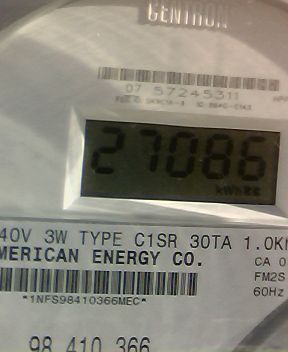 CENTRON
07 57245311
27086
kWh
40V 3W TYPE C1SR 30TA 1.0K
MERICAN ENERGY CO.
CA 0
FM2S
60Hz
*1NFS98410366MEC*
98 410 366